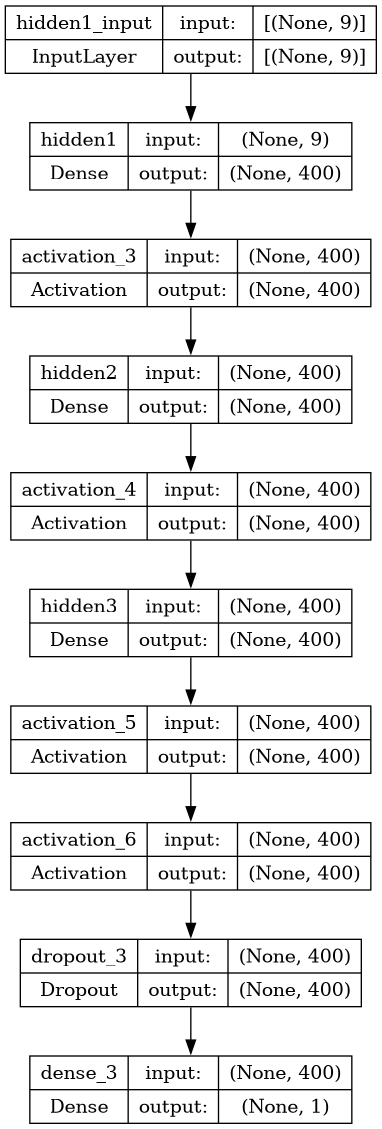 hidden1_input input: [(None, 9)]
InputLayer output: [(None, 9)]
hidden1 input: (None, 9)
Dense output: (None, 400)
activation_3 input: (None, 400)
Activation output: (None, 400)
hidden2 input: (None, 400)
Dense output: (None, 400)
activation_4 input: (None, 400)
Activation output: (None, 400)
hidden3 input: (None, 400)
Dense output: (None, 400)
activation_5 input: (None, 400)
Activation output: (None, 400)
activation_6 input: (None, 400)
Activation output: (None, 400)
dropout_3 input: (None, 400)
Dropout output: (None, 400)
dense_3 input: (None, 400)
Dense output: (None, 1)